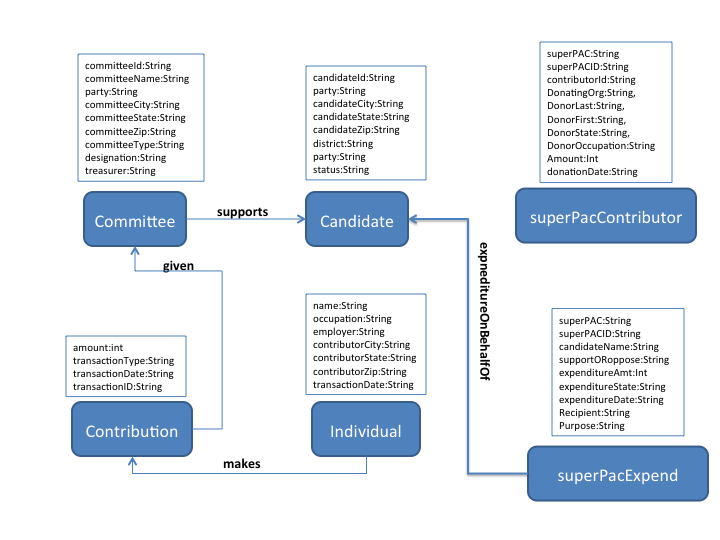 committeeId:String
committeeName:String
party:String
committeeCity:String
committeeState:String
committeeZip:String
committeeType:String
designation:String
treasurer:String
Committee
supports
candidateId:String
party:String
candidateCity:String
candidateState:String
candidateZip:String
district:String
party:String
status:String
Candidate
superPAC:String
superPACID:String
contributorId:String
DonatingOrg:String,
DonorLast:String,
DonorFirst:String,
DonorState:String,
DonorOccupation:String
Amount:Int
donationDate:String
superPacContributor
given
expneditureOnBehalfOf
amount:int
transactionType:String
transactionDate:String
transactionID:String
Contribution
makes
name:String
occupation:String
employer:String
contributorCity:String
contributorState:String
contributorZip:String
transactionDate:String
Individual
superPAC:String
superPACID:String
candidateName:String
supportORoppose:String
expenditureAmt:Int
expenditureState:String
expenditureDate:String
Recipient:String
Purpose:String
superPacExpend